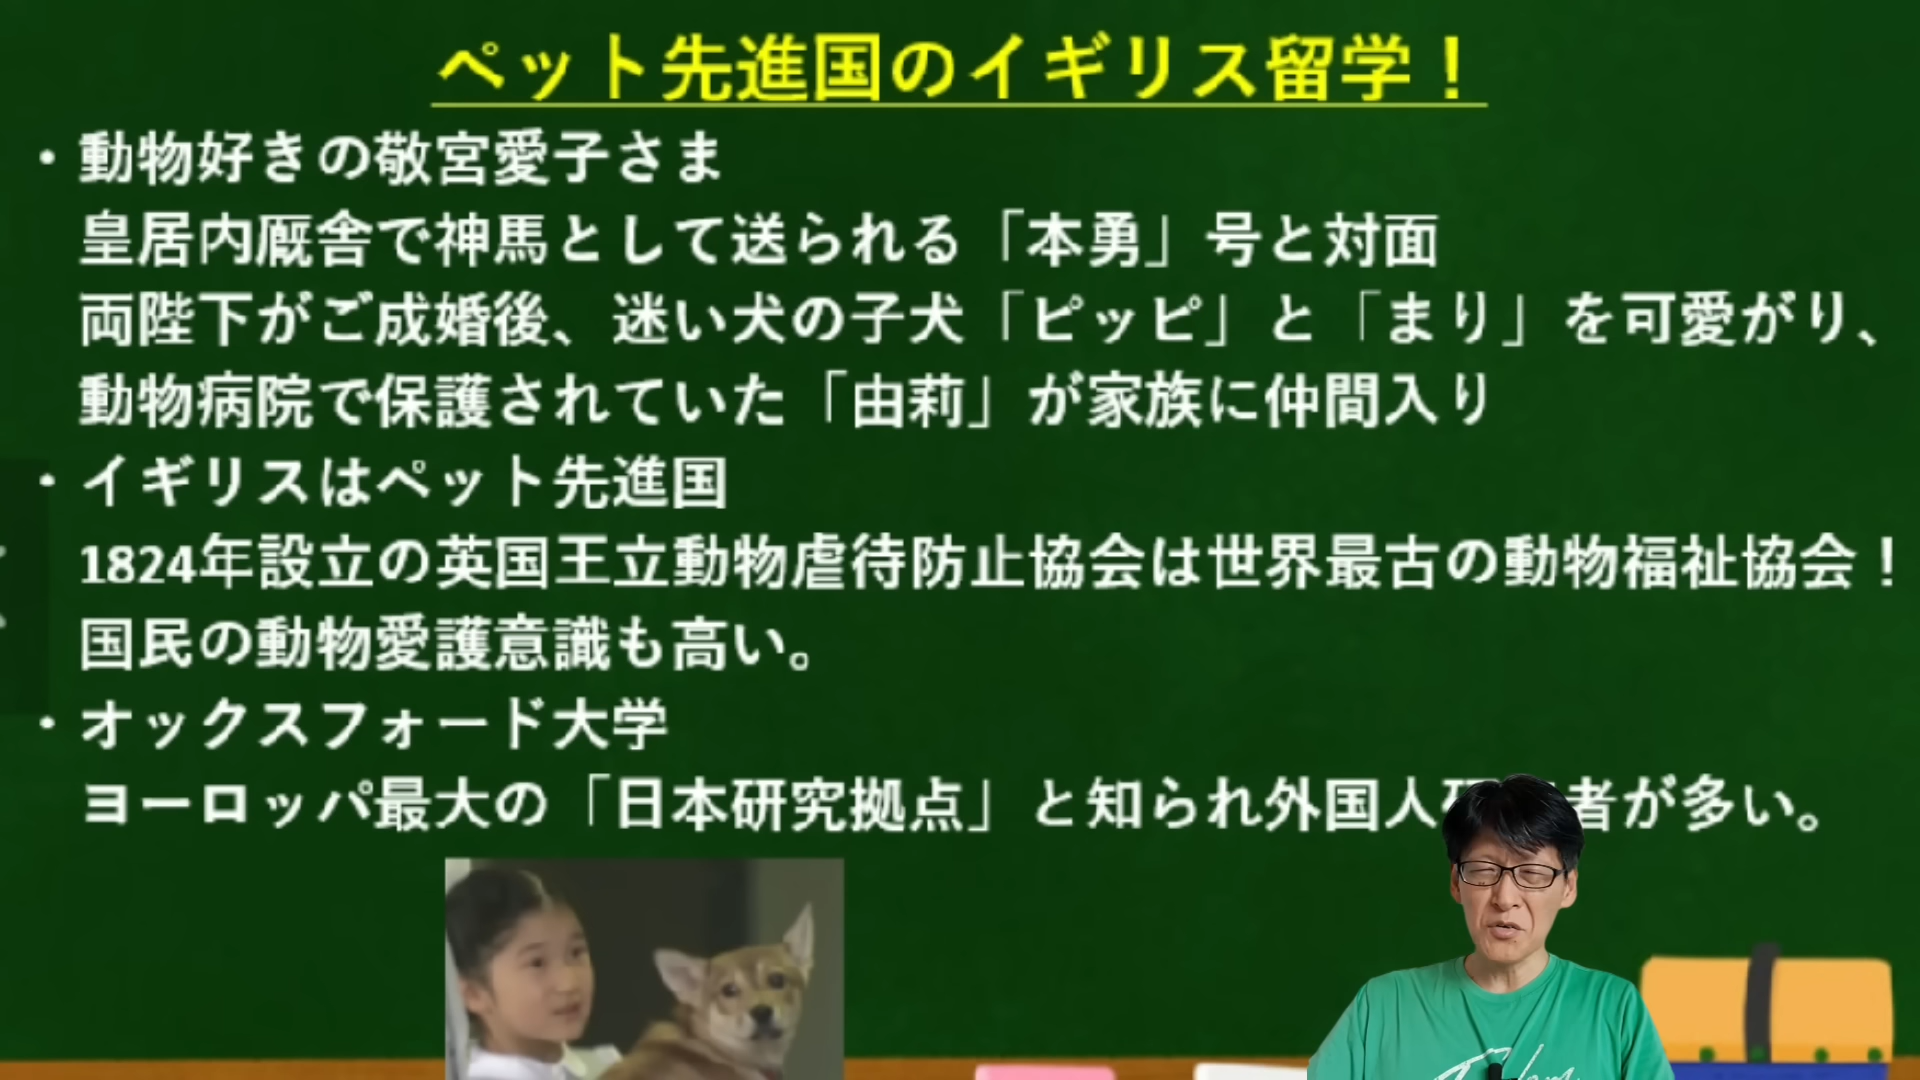 ペット先進国のイギリス留学！
・動物好きの敬宮愛子さま
皇居内厩舎で神馬として送られる「本勇」号と対面
両陛下がご成婚後、迷い犬の子犬「ピッピ」と「まり」を可愛がり、
動物病院で保護されていた「由莉」が家族に仲間入り
・イギリスはペット先進国
1824年設立の英国王立動物虐待防止協会は世界最古の動物福祉協会！
国民の動物愛護意識も高い。
・オックスフォード大学
ヨーロッパ最大の「日本研究拠点」と知られ外国人 者が多い。